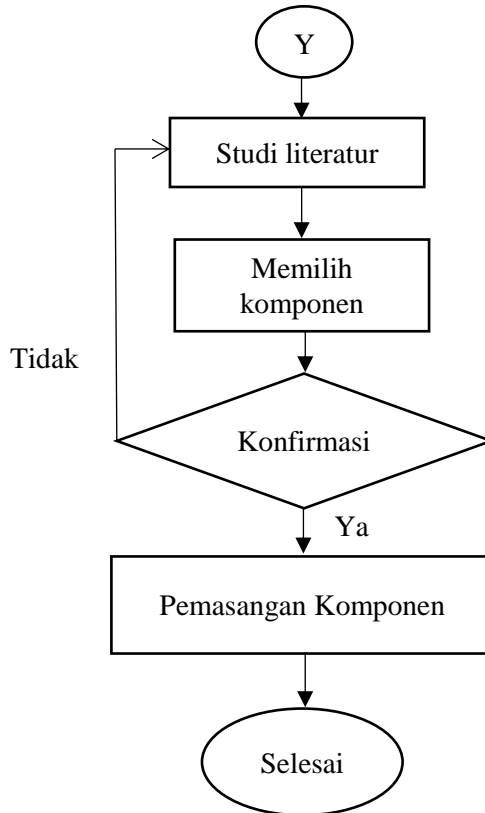 Y
Studi literatur
Memilih
komponen
Tidak
Konfirmasi
Ya
Pemasangan Komponen
Selesai